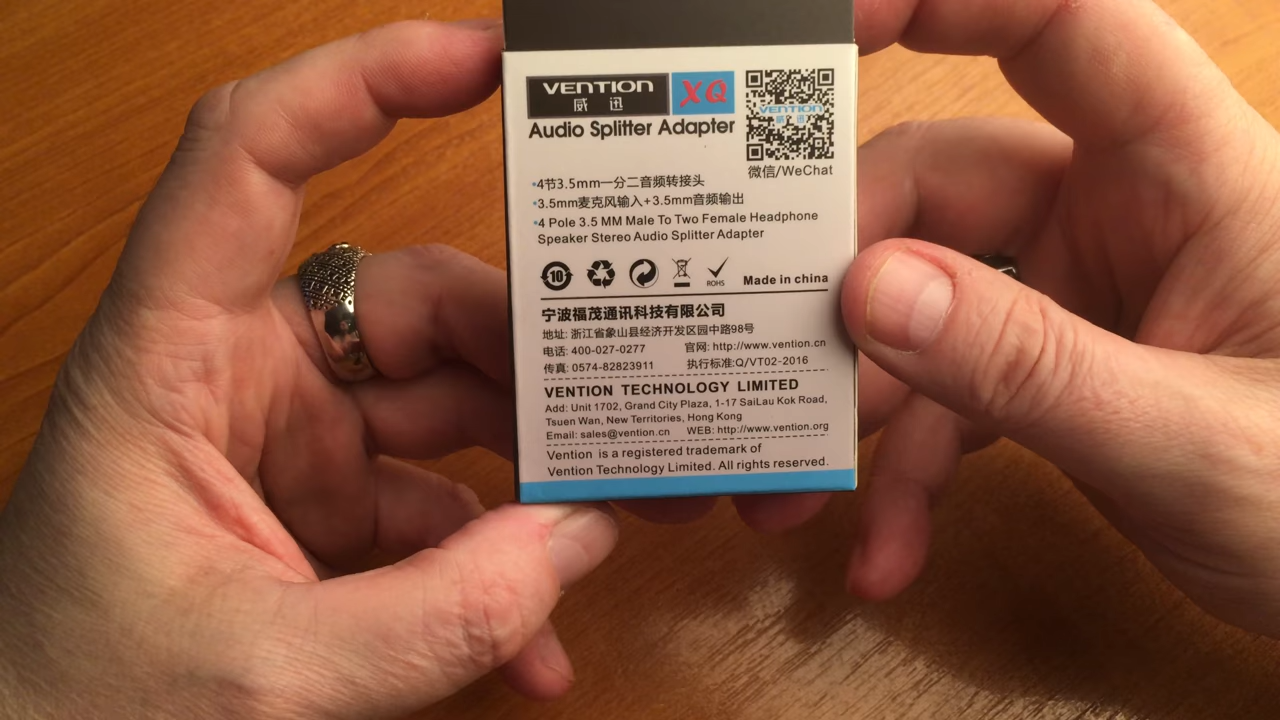 VENTION
威 迅
XQ
Audio Splitter Adapter
VENTION
威 迅
微信/WeChat
•4节3.5mm一分二音频转接头
•3.5mm麦克风输入+3.5mm音频输出
•4 Pole 3.5 MM Male To Two Female Headphone
Speaker Stereo Audio Splitter Adapter
10
ROHS
Made in china
宁波福茂通讯科技有限公司
地址: 浙江省象山县经济开发区园中路98号
电话: 400-027-0277 官网: http://www.vention.cn
传真: 0574-82823911 执行标准:Q/VT02-2016
VENTION TECHNOLOGY LIMITED
Add: Unit 1702, Grand City Plaza, 1-17 SaiLau Kok Road,
Tsuen Wan, New Territories, Hong Kong
Email: sales@vention.cn WEB: http://www.vention.org
Vention is a registered trademark of
Vention Technology Limited. All rights reserved.